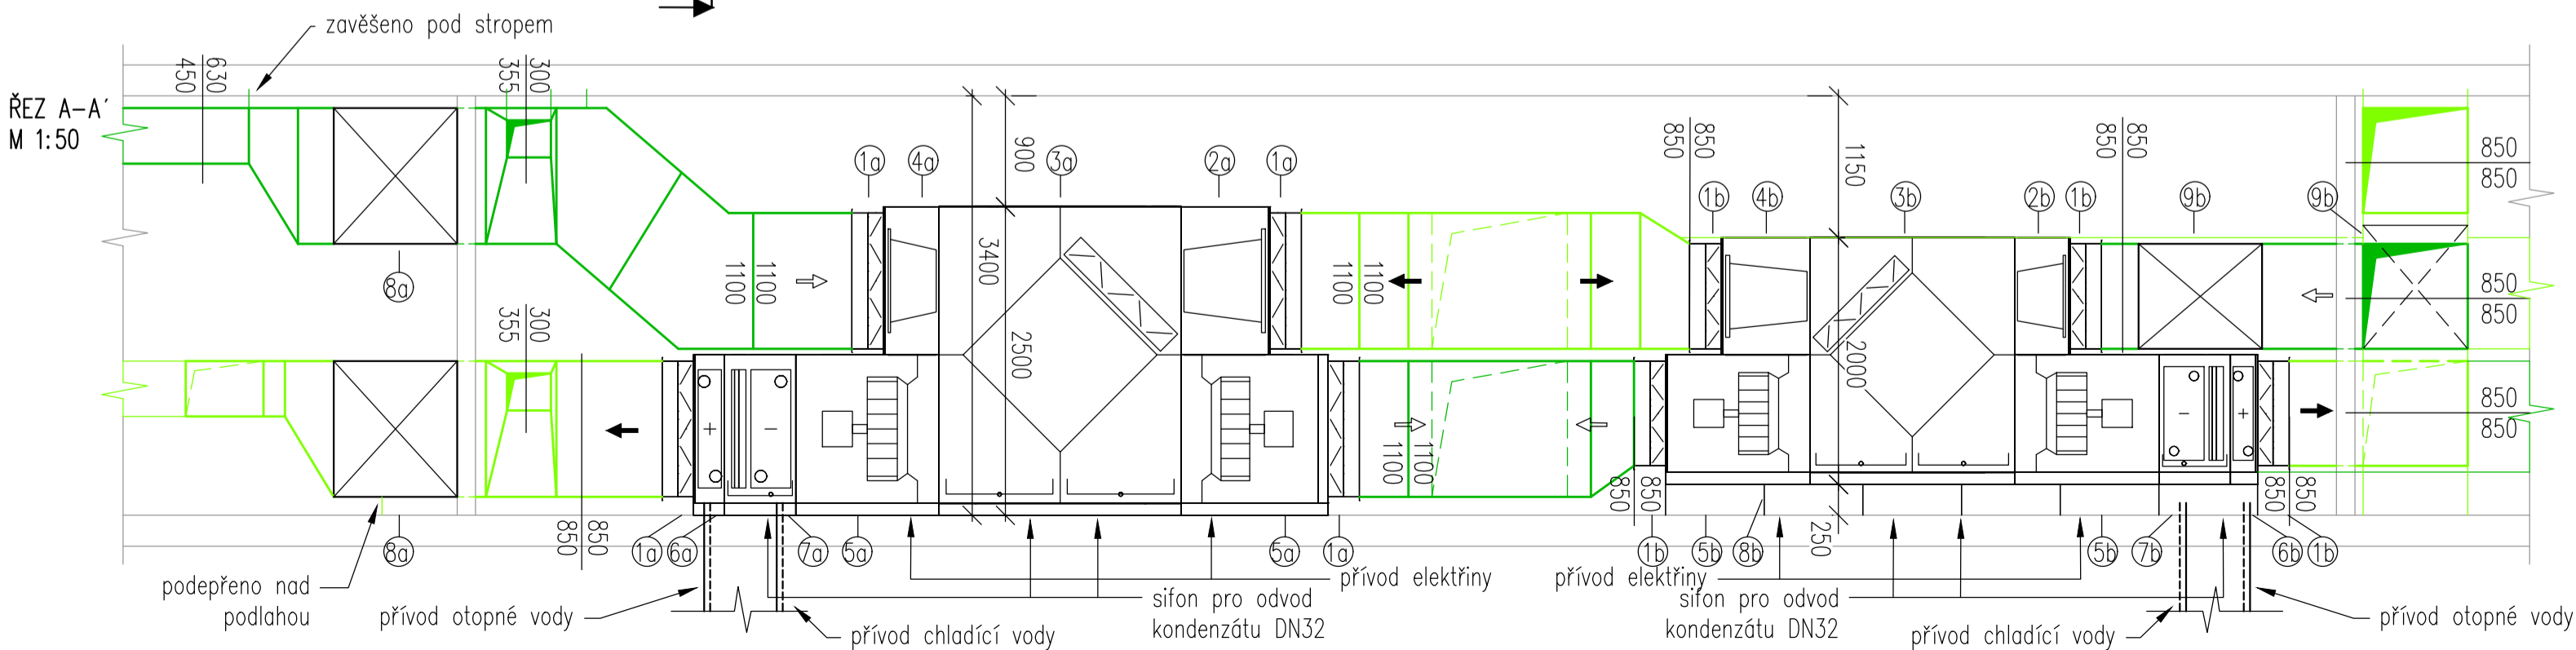 zavěšeno pod stropem
ŘEZ A-A'
M 1:50
630
450
300
355
900
3400
2500
850
850
1150
2000
250
850
850
850
850
850
850
850
850
1a
4a
3a
2a
1a
1b
4b
3b
2b
1b
9b
9b
8a
1100
1100
1100
1100
300
355
850
850
+
-
1100
1100
850
850
-
+
850
850
8a
1a
6a
7a
5a
5a
1a
1b
5b
8b
5b
7b
6b
1b
podepřeno nad
podlahou
přívod otopné vody
přívod chladící vody
přívod elektřiny
sifon pro odvod
kondenzátu DN32
přívod elektřiny
sifon pro odvod
kondenzátu DN32
přívod chladící vody
přívod otopné vody